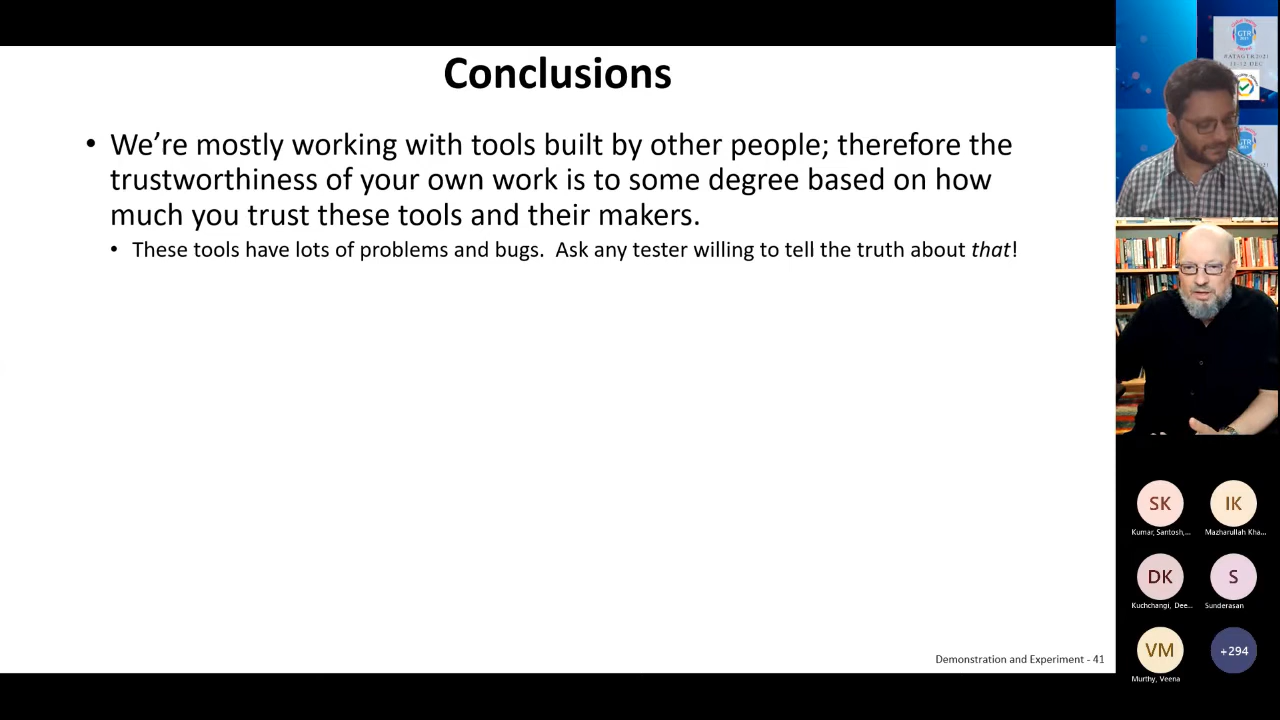 Conclusions
• We’re mostly working with tools built by other people; therefore the
trustworthiness of your own work is to some degree based on how
much you trust these tools and their makers.
• These tools have lots of problems and bugs.  Ask any tester willing to tell the truth about that!
Demonstration and Experiment - 41
GTR
#ATAGTR2021
GTR
SK
IK
Kumar, Santosh,...
Mazharullah Kha...
DK
S
Kuchchangi, Dee...
Sunderasan
VM
+294
Murthy, Veena